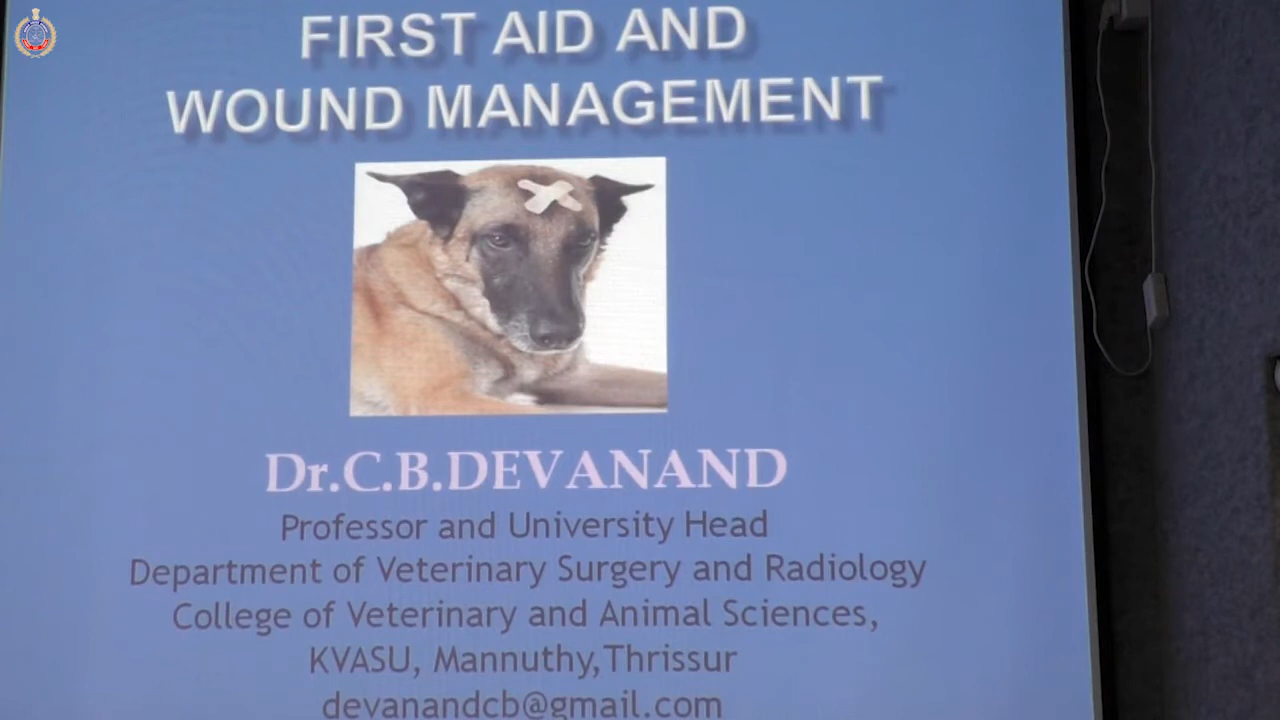 FIRST AID AND
WOUND MANAGEMENT
Dr.C.B.DEVANAND
Professor and University Head
Department of Veterinary Surgery and Radiology
College of Veterinary and Animal Sciences,
KVASU, Mannuthy,Thrissur
devanandcb@gmail.com